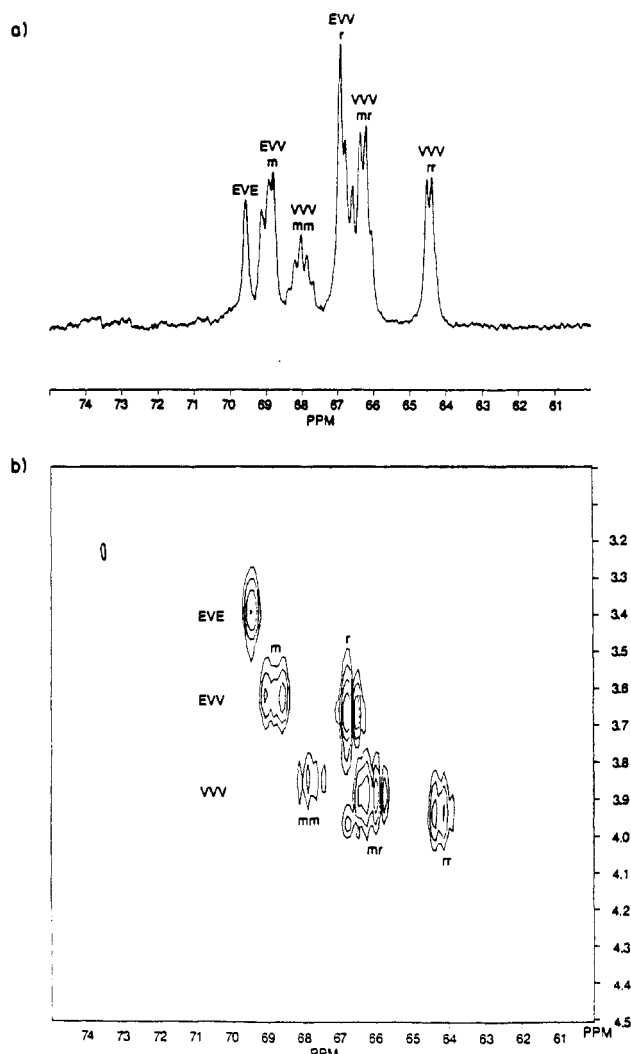 a)
EVV
r
VVV
mr
EVV
m
VVV
rr
EVE
VVV
mm
74 73 72 71 70 69 68 67 66 65 64 63 62 61
PPM
b)
3.2
3.3
EVE
3.4
m
r
3.5
EVV
3.6
3.7
3.8
VVV
3.9
mm
mr
rr
4.0
4.1
4.2
4.3
4.4
4.5
74 73 72 71 70 69 68 67 66 65 64 63 62 61 PPM
PPM